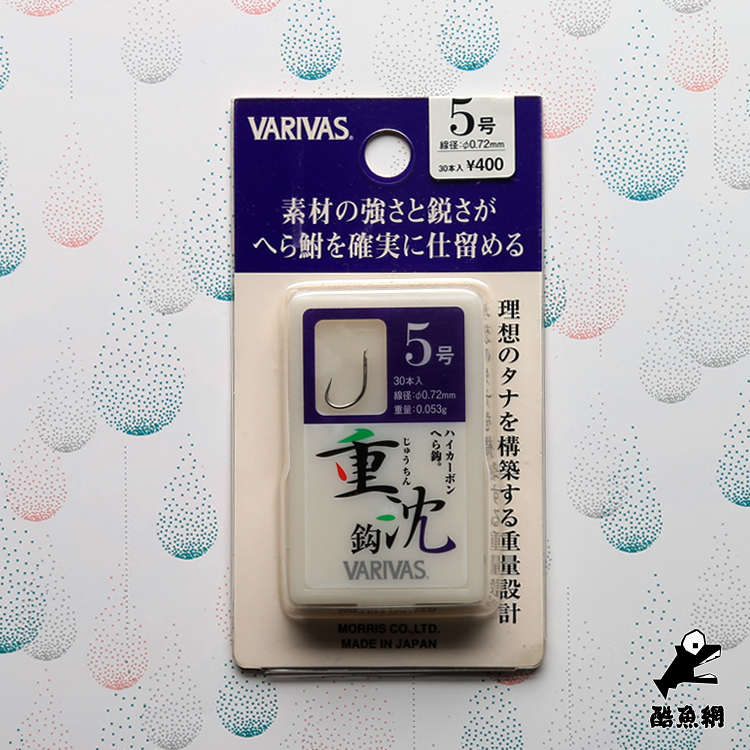 VARIVAS®
5号
線径:φ0.72mm
30本入 ¥400
素材の強さと鋭さが
へら鮒を確実に仕留める
理想のタナを構築する重量設計
5号
30本入
線径:φ0.72mm
重量:0.053g
ハイカーボン
へら鈎。
じゅうちん
重沈
鈎
VARIVAS®
MORRIS CO.,LTD.
MADE IN JAPAN
酷魚網